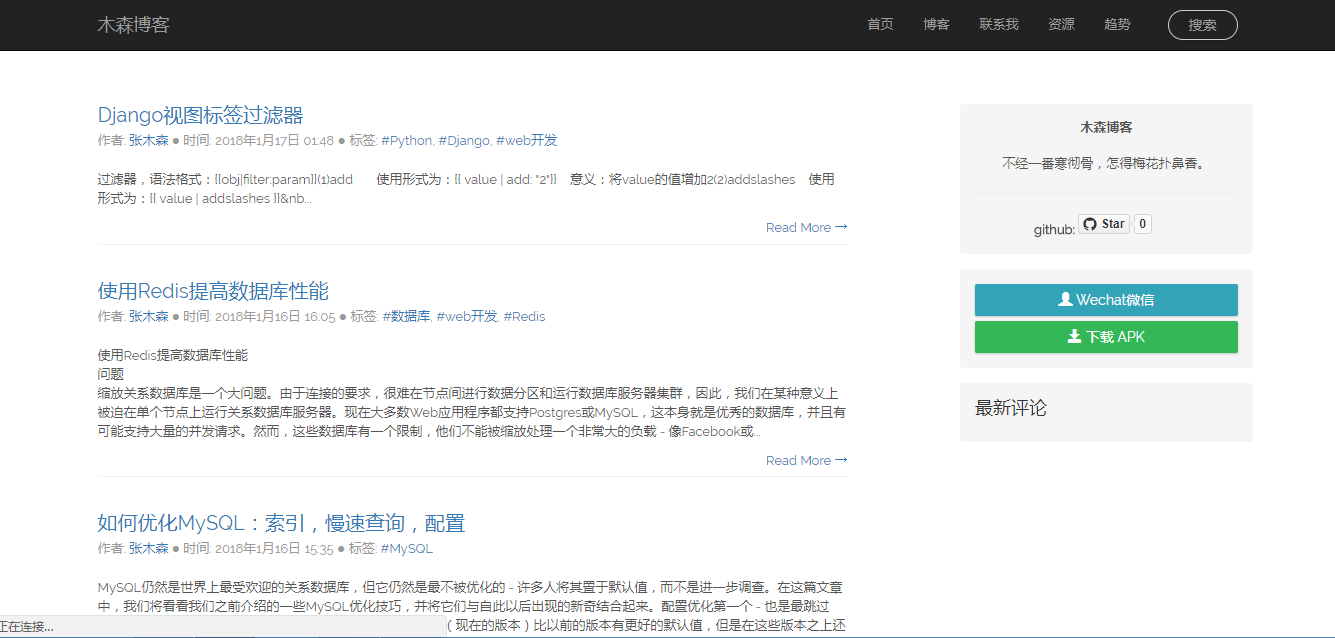 木森博客
首页 博客 联系我 资源 趋势 搜索
Django视图标签过滤器
作者: 张木森 ● 时间: 2018年1月17日 01:48 ● 标签: #Python, #Django, #web开发
过滤器，语法格式：{{obj|filter:param}}(1)add 使用形式为：{{ value | add: "2"}} 意义：将value的值增加2(2)addslashes 使用
形式为：{{ value | addslashes }}&nb...
Read More →
使用Redis提高数据库性能
作者: 张木森 ● 时间: 2018年1月16日 16:05 ● 标签: #数据库, #web开发, #Redis
使用Redis提高数据库性能
问题
缩放关系数据库是一个大问题。由于连接的要求，很难在节点间进行数据分区和运行数据库服务器集群，因此，我们在某种意义上
被迫在单个节点上运行关系数据库服务器。现在大多数Web应用程序都支持Postgres或MySQL，这本身就是优秀的数据库，并且有
可能支持大量的并发请求。然而，这些数据库有一个限制，他们不能被缩放处理一个非常大的负载 - 像Facebook或...
Read More →
如何优化MySQL：索引，慢速查询，配置
作者: 张木森 ● 时间: 2018年1月16日 15:35 ● 标签: #MySQL
MySQL仍然是世界上最受欢迎的关系数据库，但它仍然是最不被优化的 - 许多人将其置于默认值，而不是进一步调查。在这篇文章
中，我们将看看我们之前介绍的一些MySQL优化技巧，并将它们与自此以后出现的新奇结合起来。配置优化第一个 - 也是最跳过
（现在的版本）比以前的版本有更好的默认值，但是在这些版本之上还
正在连接...
木森博客
不经一番寒彻骨，怎得梅花扑鼻香。
github: Star 0
Wechat微信
下载 APK
最新评论